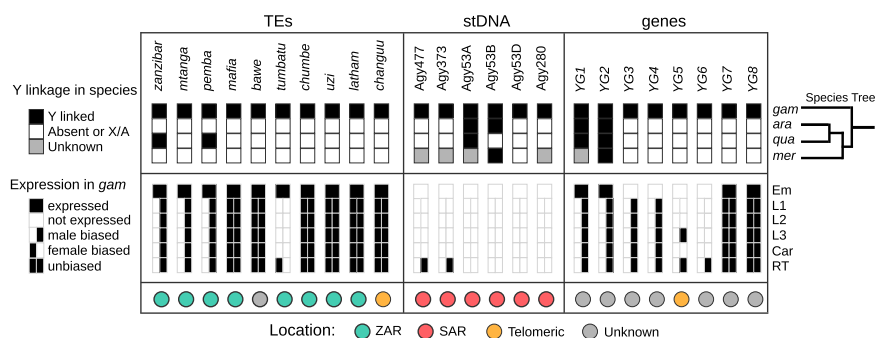 TEs stDNA genes
zanzibar mtanga pemba mafia bawe tumbatu chumbe uzi latham changuu Agy477 Agy373 Agy53A Agy53B Agy53D Agy280 YG1 YG2 YG3 YG4 YG5 YG6 YG7 YG8
Y linkage in species
Y linked
Absent or X/A
Unknown
Species Tree
gam
ara
qua
mer
Expression in gam
expressed
not expressed
male biased
female biased
unbiased
Em
L1
L2
L3
Car
RT
Location: ZAR SAR Telomeric Unknown